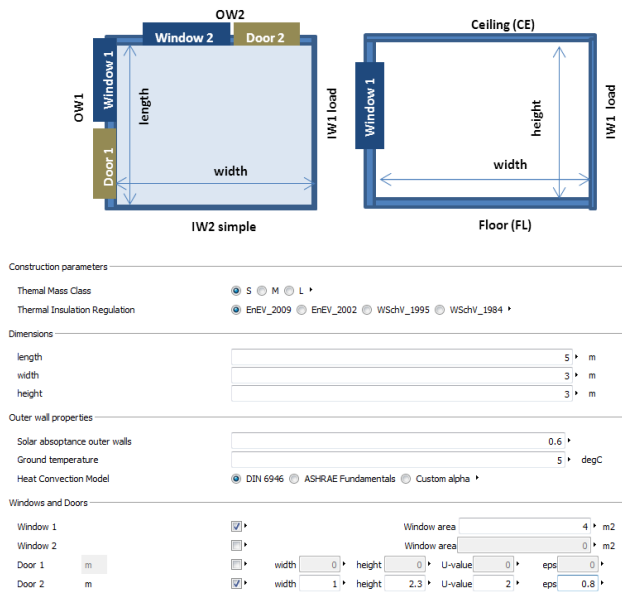 OW2
Ceiling (CE)
Window 2 Door 2
OW1
Window 1
Door 1
length
width
IW1 load
IW2 simple
Window 1
height
width
IW1 load
Floor (FL)
Construction parameters
Themal Mass Class S M L
Thermal Insulation Regulation EnEV_2009 EnEV_2002 WSchV_1995 WSchV_1984
Dimensions
length 5 m
width 3 m
height 3 m
Outer wall properties
Solar absoptance outer walls 0.6
Ground temperature 5 degC
Heat Convection Model DIN 6946 ASHRAE Fundamentals Custom alpha
Windows and Doors
Window 1 Window area 4 m2
Window 2 Window area 0 m2
Door 1 m width 0 height 0 U-value 0 eps 0
Door 2 m width 1 height 2.3 U-value 2 eps 0.8